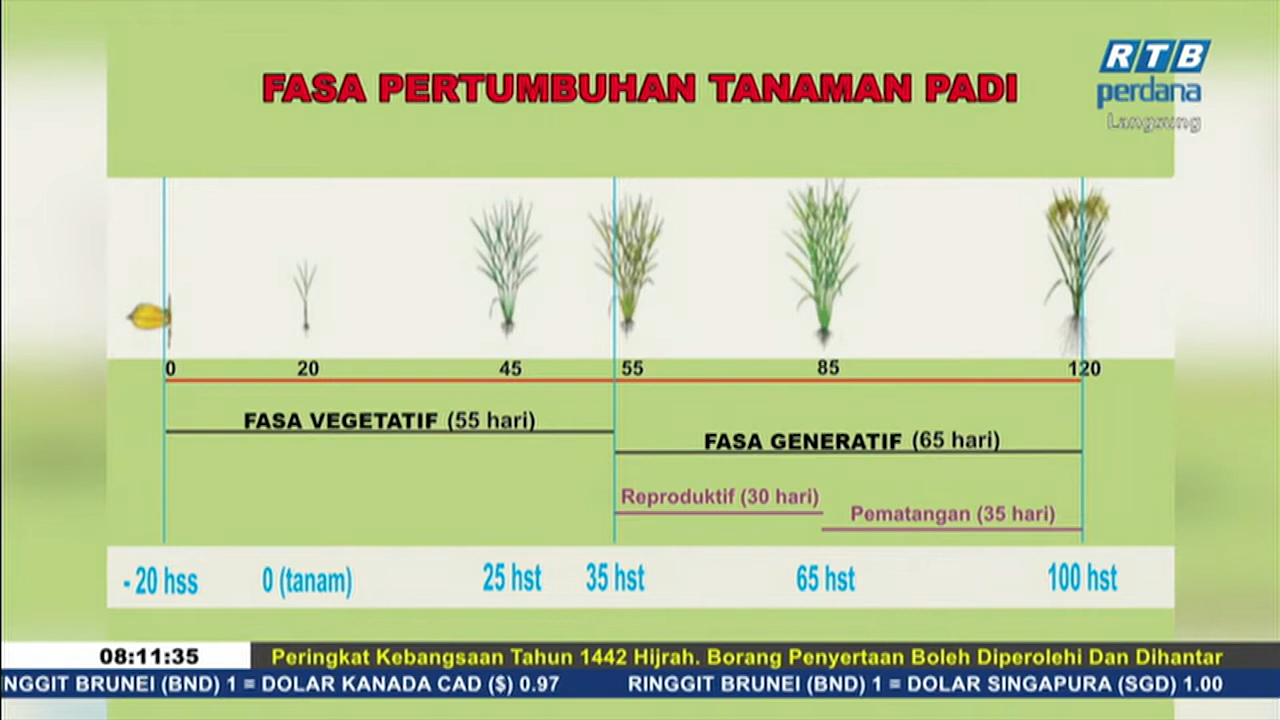 FASA PERTUMBUHAN TANAMAN PADI
RTB
perdana
Langsung
0 20 45 55 85 120
FASA VEGETATIF (55 hari)
FASA GENERATIF (65 hari)
Reproduktif (30 hari)
Pematangan (35 hari)
- 20 hss 0 (tanam) 25 hst 35 hst 65 hst 100 hst
08:11:35 Peringkat Kebangsaan Tahun 1442 Hijrah. Borang Penyertaan Boleh Diperolehi Dan Dihantar
NGGIT BRUNEI (BND) 1 = DOLAR KANADA CAD ($) 0.97 RINGGIT BRUNEI (BND) 1 = DOLAR SINGAPURA (SGD) 1.00